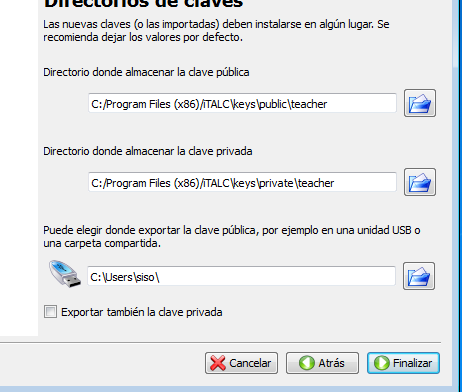 Directorios de claves
Las nuevas claves (o las importadas) deben instalarse en algún lugar. Se
recomienda dejar los valores por defecto.
Directorio donde almacenar la clave pública
C:/Program Files (x86)/iTALC\keys\public\teacher
Directorio donde almacenar la clave privada
C:/Program Files (x86)/iTALC\keys\private\teacher
Puede elegir donde exportar la clave pública, por ejemplo en una unidad USB o
una carpeta compartida.
C:\Users\siso\
Exportar también la clave privada
Cancelar
Atrás
Finalizar